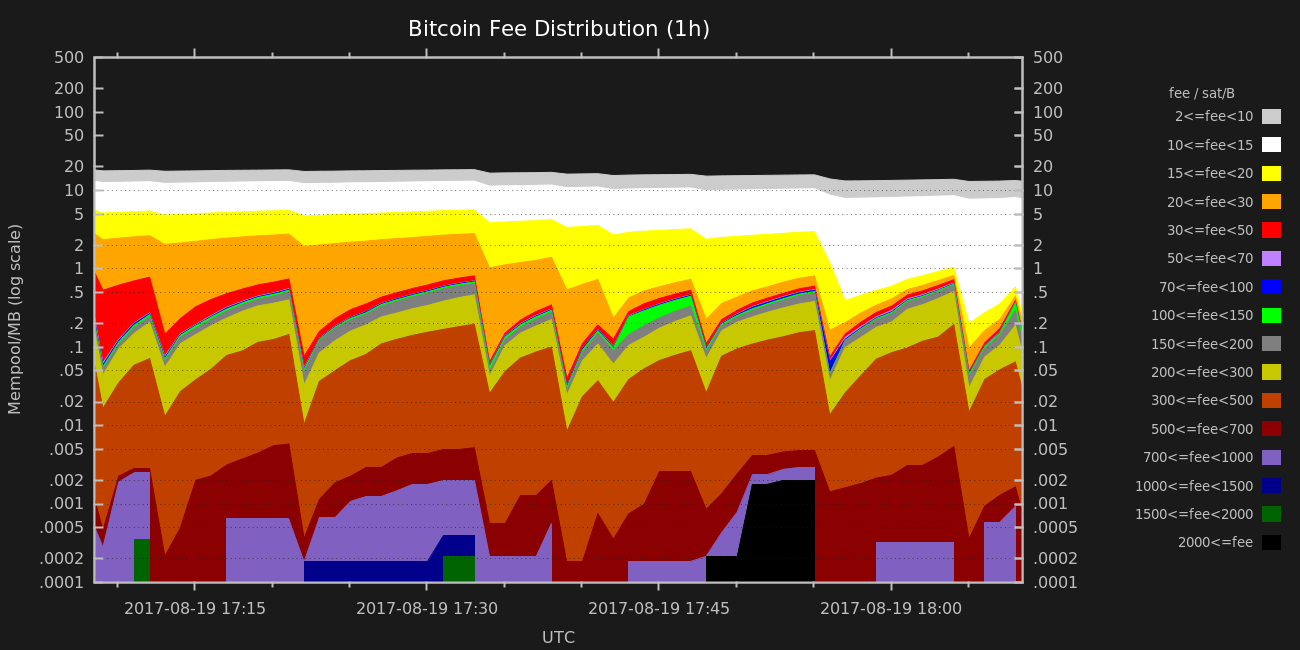 Bitcoin Fee Distribution (1h)
Mempool/MB (log scale)
500
200
100
50
20
10
5
2
1
.5
.2
.1
.05
.02
.01
.005
.002
.001
.0005
.0002
.0001
500
200
100
50
20
10
5
2
1
.5
.2
.1
.05
.02
.01
.005
.002
.001
.0005
.0002
.0001
2017-08-19 17:15
2017-08-19 17:30
2017-08-19 17:45
2017-08-19 18:00
UTC
fee / sat/B
2<=fee<10
10<=fee<15
15<=fee<20
20<=fee<30
30<=fee<50
50<=fee<70
70<=fee<100
100<=fee<150
150<=fee<200
200<=fee<300
300<=fee<500
500<=fee<700
700<=fee<1000
1000<=fee<1500
1500<=fee<2000
2000<=fee